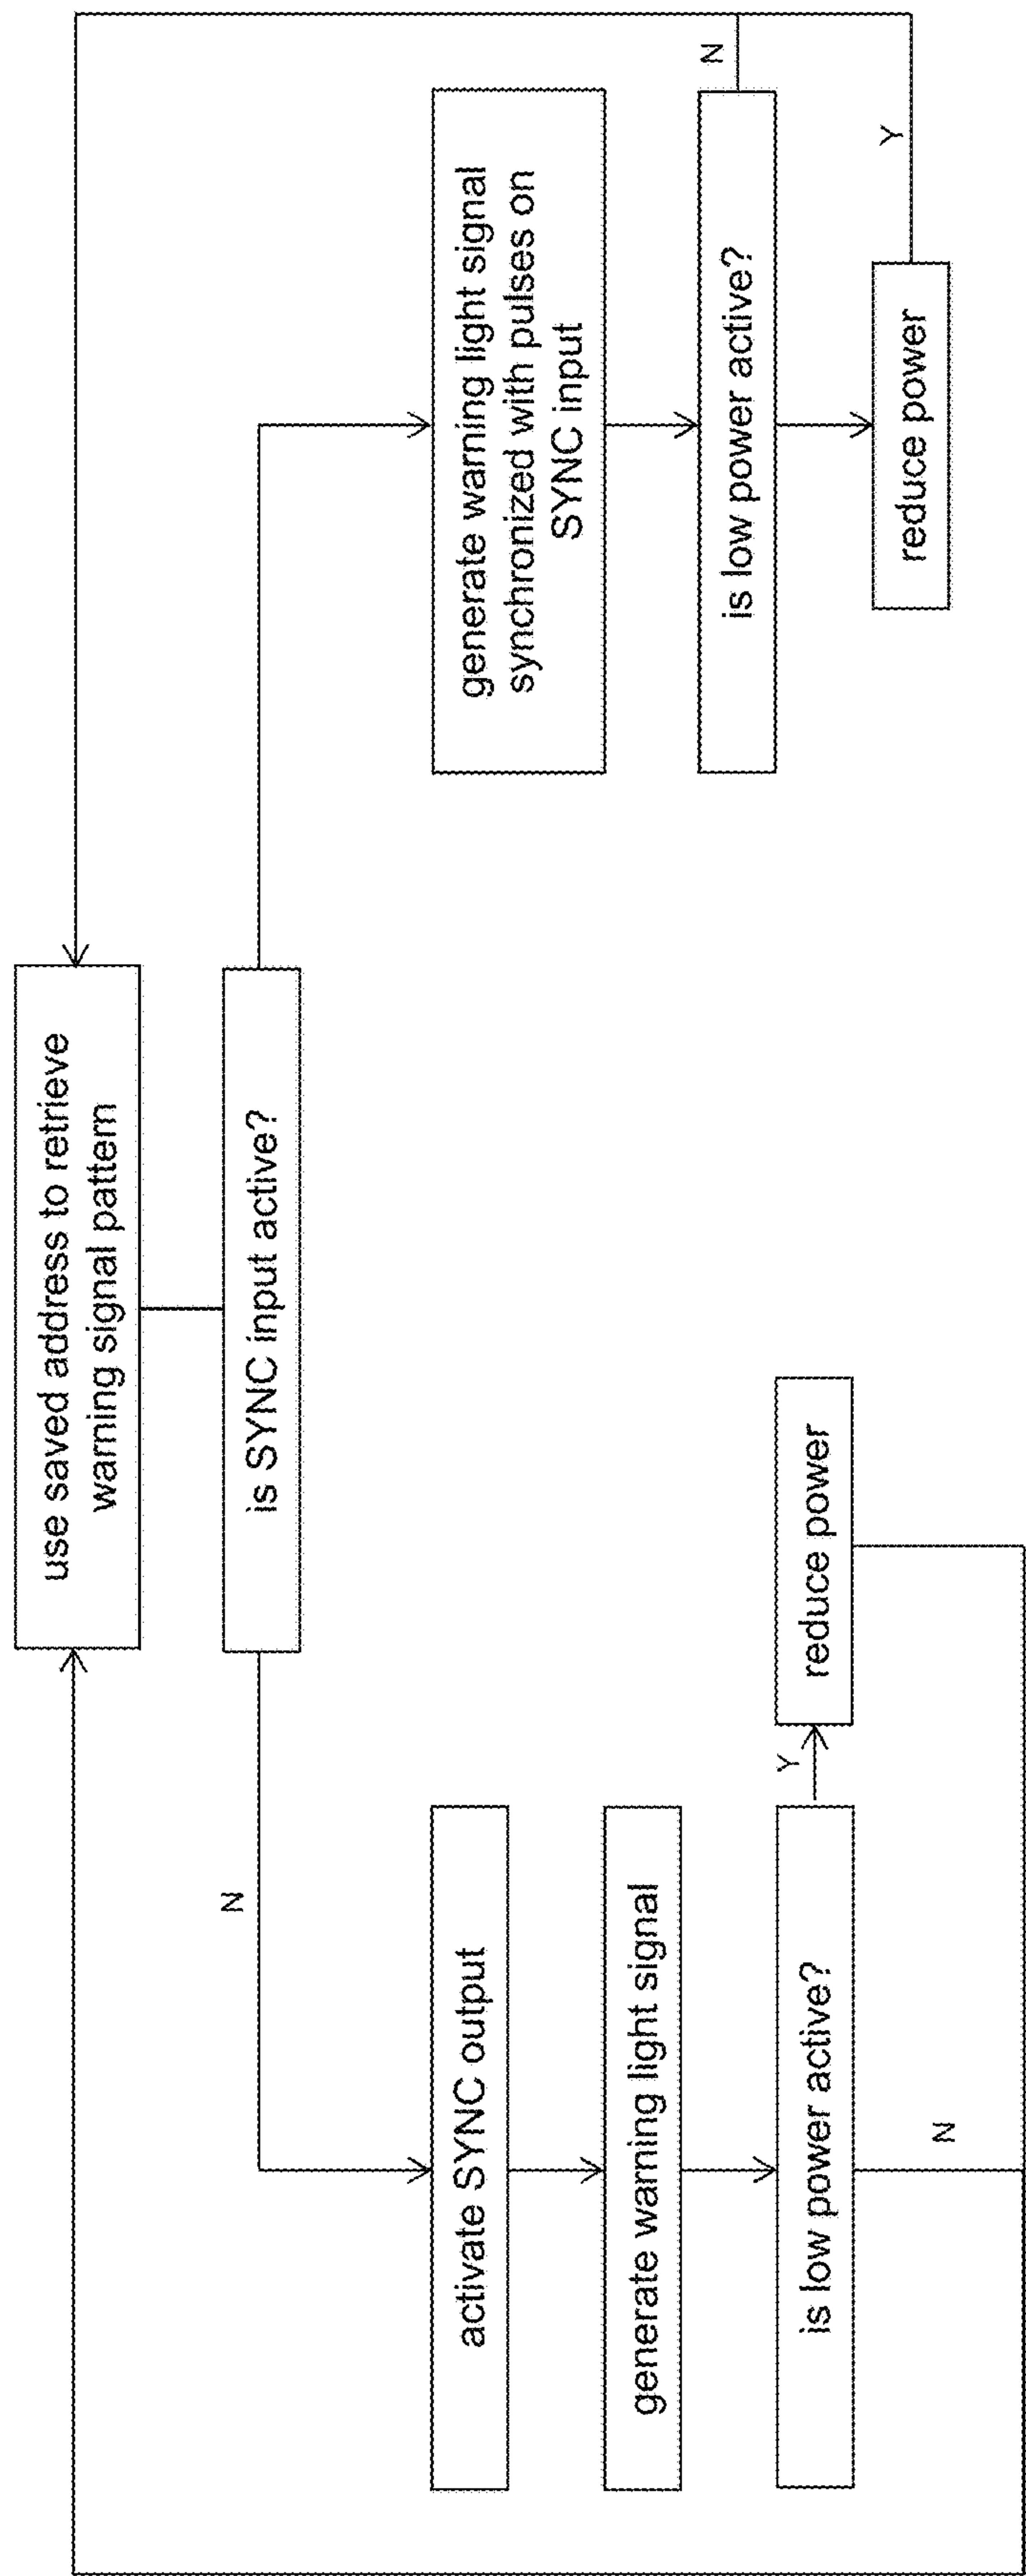 use saved address to retrieve
warning signal pattern
is SYNC input active?
N
activate SYNC output
generate warning light signal
is low power active?
Y
reduce power
N
generate warning light signal
synchronized with pulses on
SYNC input
is low power active?
N
reduce power
Y